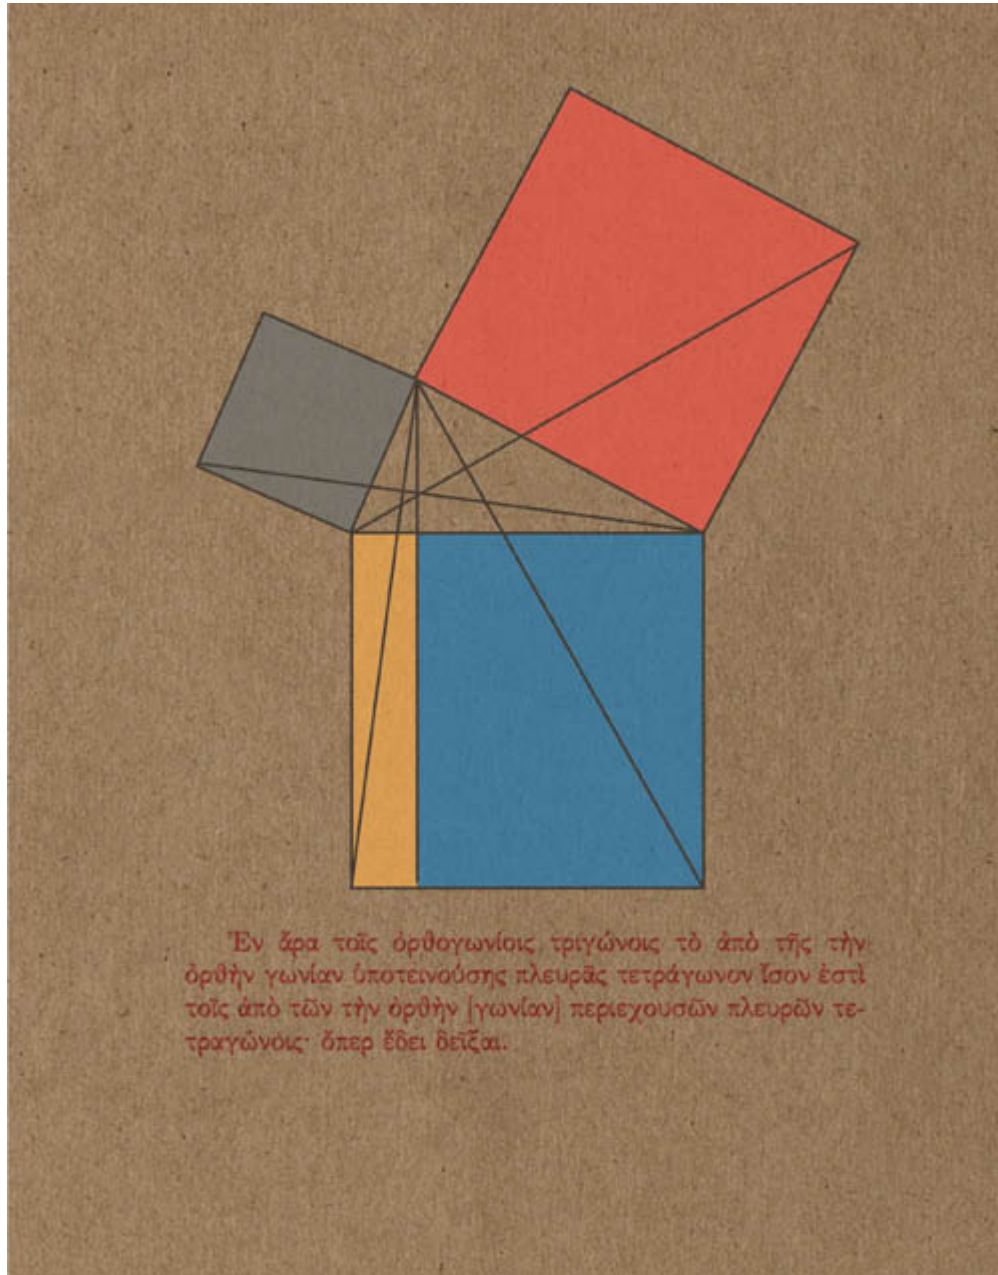 Ἐν ἄρα τοῖς ὀρθογωνίοις τριγώνοις τὸ ἀπὸ τῆς τὴν
ὀρθὴν γωνίαν ὑποτεινούσης πλευρᾶς τετράγωνον ἴσον ἐστὶ
τοῖς ἀπὸ τῶν τὴν ὀρθὴν [γωνίαν] περιεχουσῶν πλευρῶν τε-
τραγώνοις· ὅπερ ἔδει δεῖξαι.